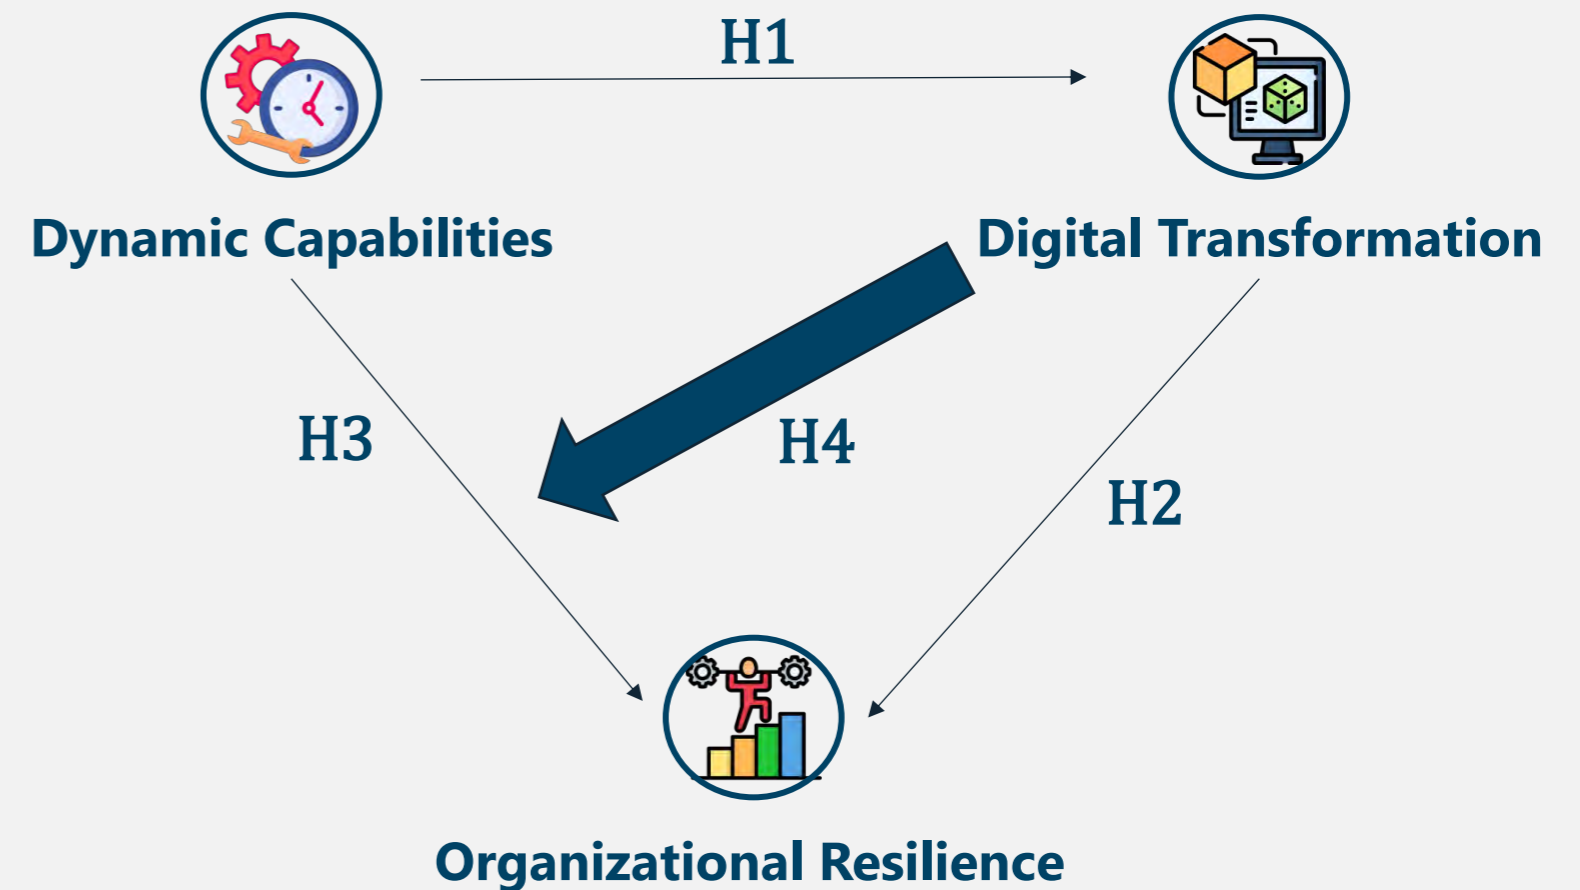 H1
Dynamic Capabilities
Digital Transformation
H3
H4
H2
Organizational Resilience